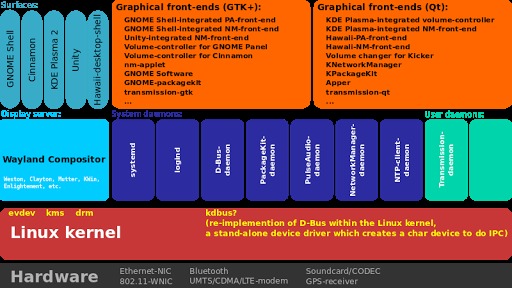 Surfaces:
GNOME Shell
Cinnamon
KDE Plasma 2
Unity
Hawaii-desktop-shell
Graphical front-ends (GTK+):
GNOME Shell-integrated PA-front-end
GNOME Shell-integrated NM-front-end
Unity-integrated NM-front-end
Volume-controller for GNOME Panel
Volume-controller for Cinnamon
nm-applet
GNOME Software
GNOME-packagekit
transmission-gtk
...
Graphical front-ends (Qt):
KDE Plasma-integrated volume-controller
KDE Plasma-integrated NM-front-end
Hawaii-PA-front-end
Hawaii-NM-front-end
Volume changer for Kicker
KNetworkManager
KPackageKit
Apper
transmission-qt
...
Display server:
Wayland Compositor
Weston, Clayton, Mutter, KWin,
Enlightenment, etc.
System daemons:
systemd
logind
D-Bus-
daemon
PackageKit-
daemon
PulseAudio-
daemon
NetworkManager-
daemon
NTP-client-
daemon
User daemons:
Transmission-
daemon
evdev kms drm
Linux kernel
kdbus?
(re-implemention of D-Bus within the Linux kernel,
a stand-alone device driver which creates a char device to do IPC)
Hardware
Ethernet-NIC
802.11-WNIC
Bluetooth
UMTS/CDMA/LTE-modem
Soundcard/CODEC
GPS-receiver